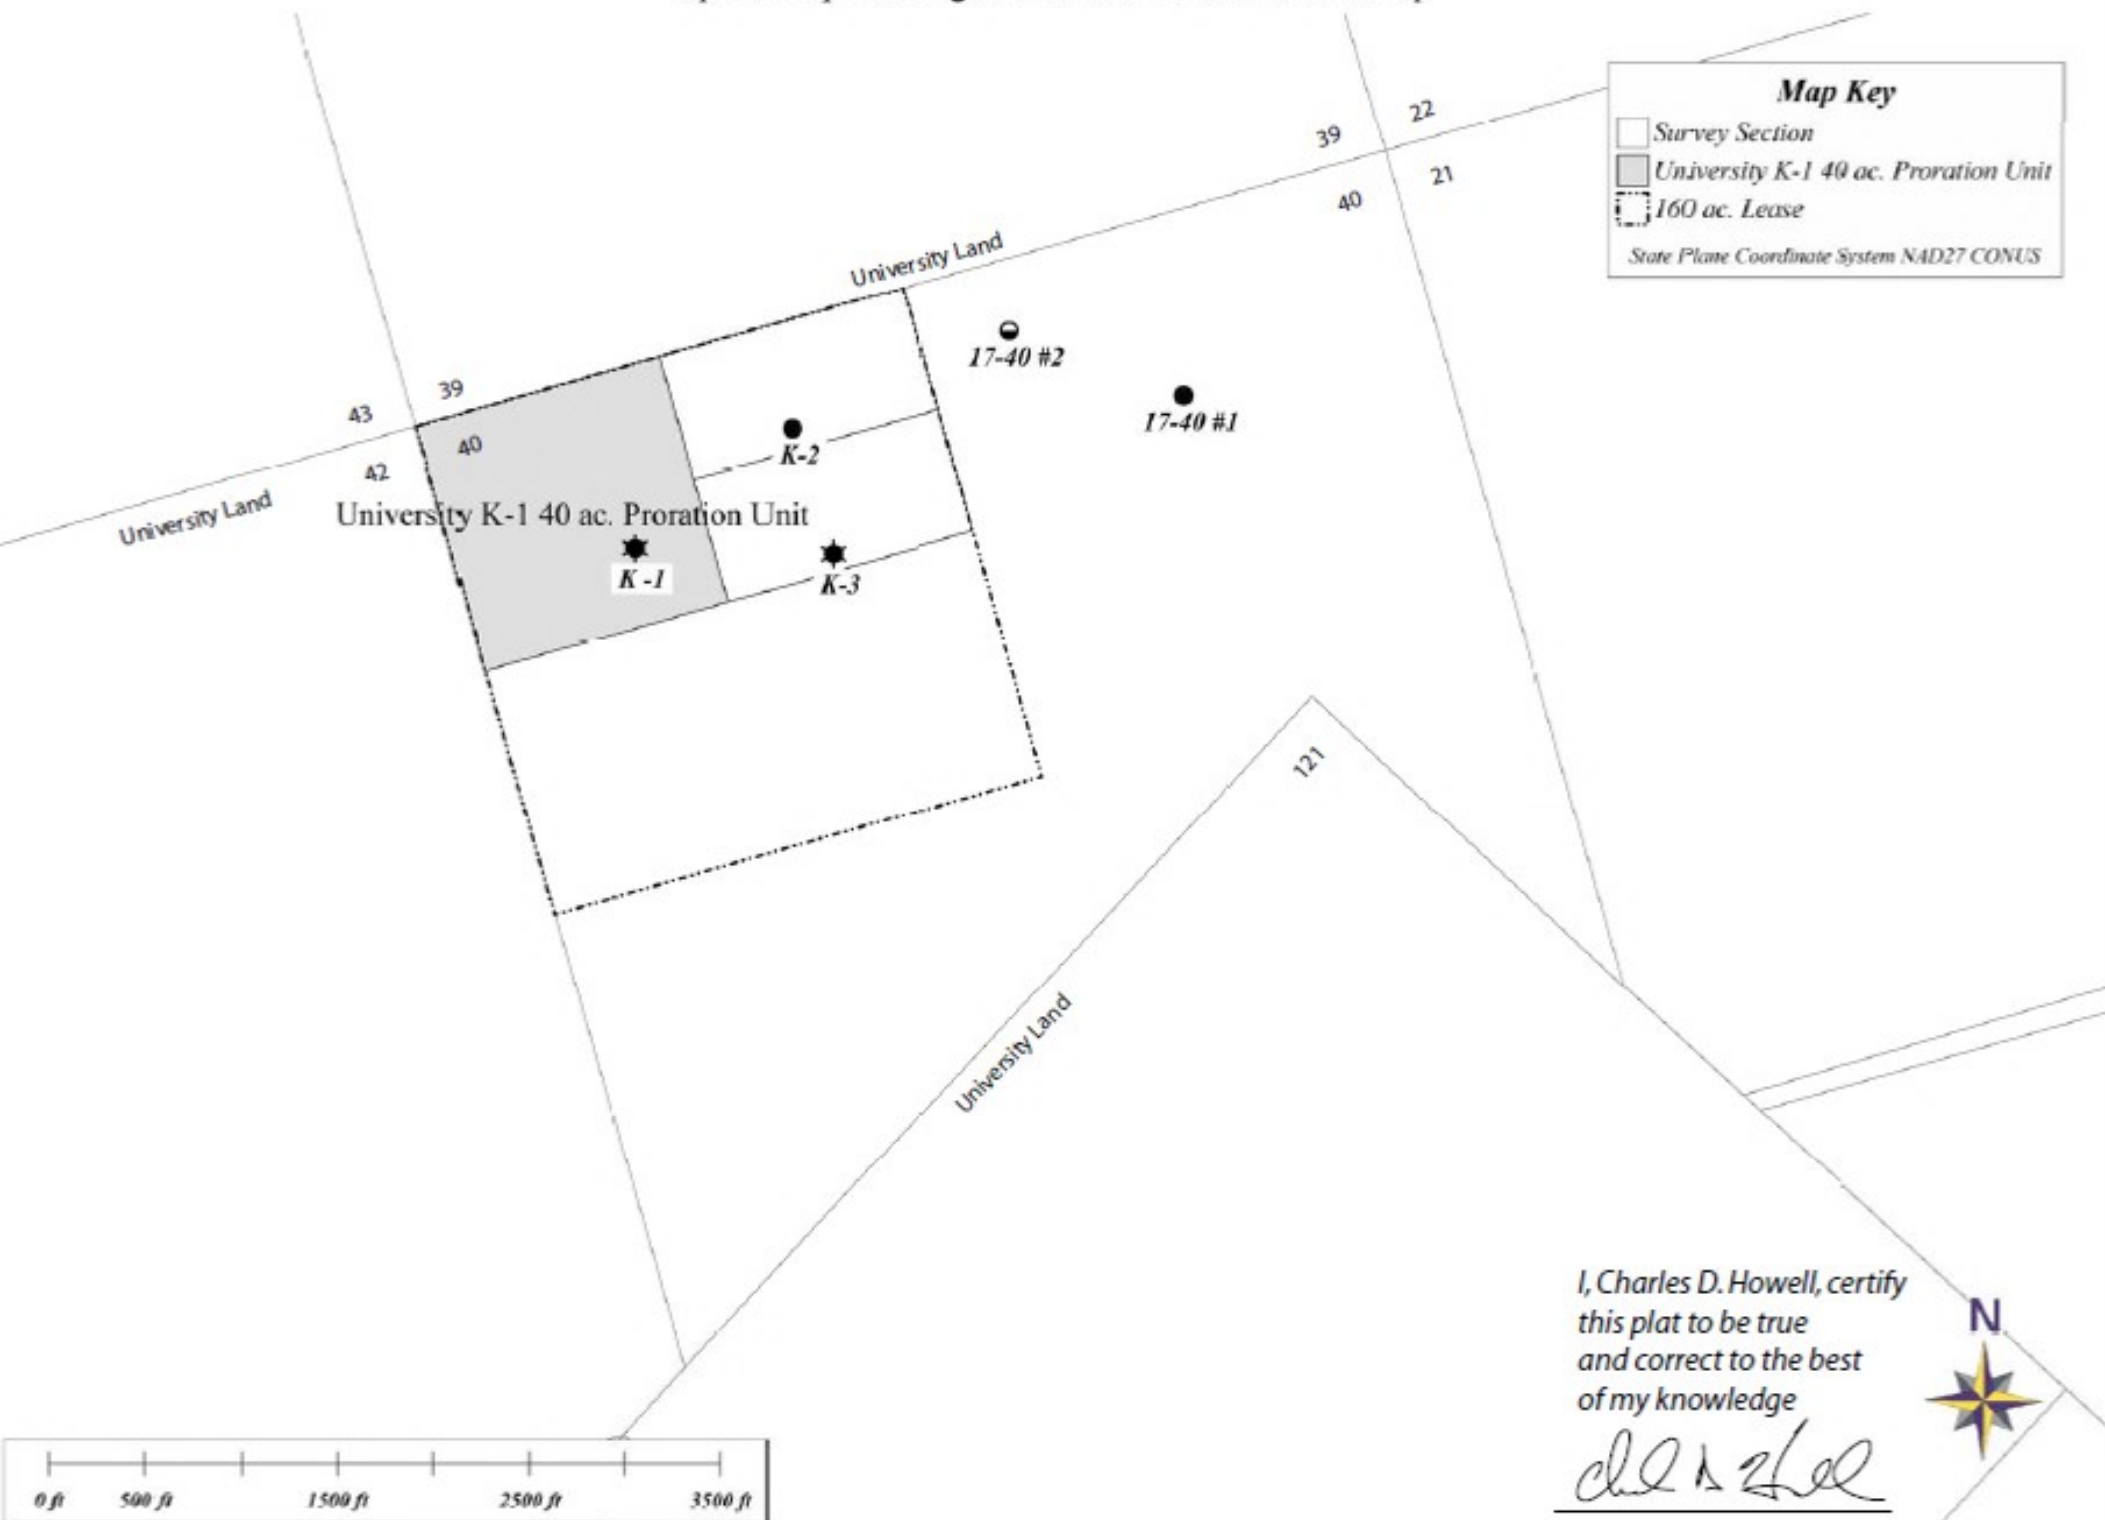 Map Key
Survey Section
University K-1 40 ac. Proration Unit
160 ac. Lease
State Plane Coordinate System NAD27 CONUS
39
22
40
21
University Land
17-40 #2
17-40 #1
43
39
42
40
University Land
K-2
University K-1 40 ac. Proration Unit
K -1
K-3
121
University Land
I, Charles D. Howell, certify
this plat to be true
and correct to the best
of my knowledge
N
0 ft
500 ft
1500 ft
2500 ft
3500 ft